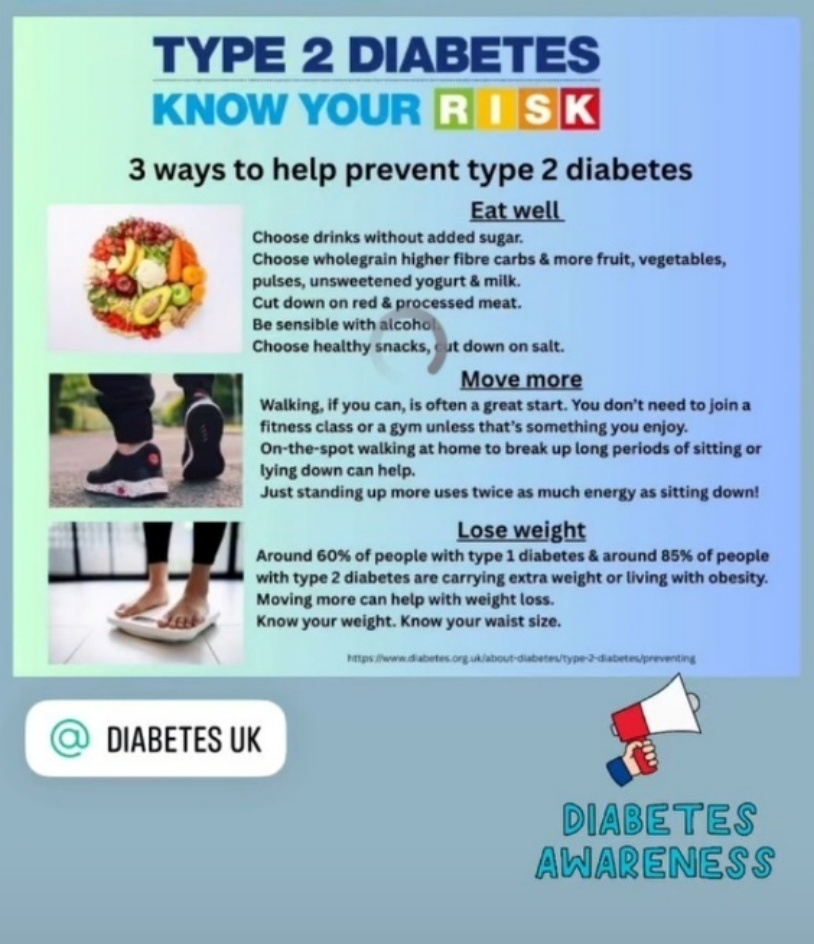 TYPE 2 DIABETES
KNOW YOUR RISK
3 ways to help prevent type 2 diabetes
Eat well
Choose drinks without added sugar.
Choose wholegrain higher fibre carbs & more fruit, vegetables,
pulses, unsweetened yogurt & milk.
Cut down on red & processed meat.
Be sensible with alcohol
Choose healthy snacks, cut down on salt.
Move more
Walking, if you can, is often a great start. You don't need to join a
fitness class or a gym unless that's something you enjoy.
On-the-spot walking at home to break up long periods of sitting or
lying down can help.
Just standing up more uses twice as much energy as sitting down!
Lose weight
Around 60% of people with type 1 diabetes & around 85% of people
with type 2 diabetes are carrying extra weight or living with obesity.
Moving more can help with weight loss.
Know your weight. Know your waist size.
https://www.diabetes.org.uk/about-diabetes/type-2-diabetes/preventing
@ DIABETES UK
DIABETES
AWARENESS